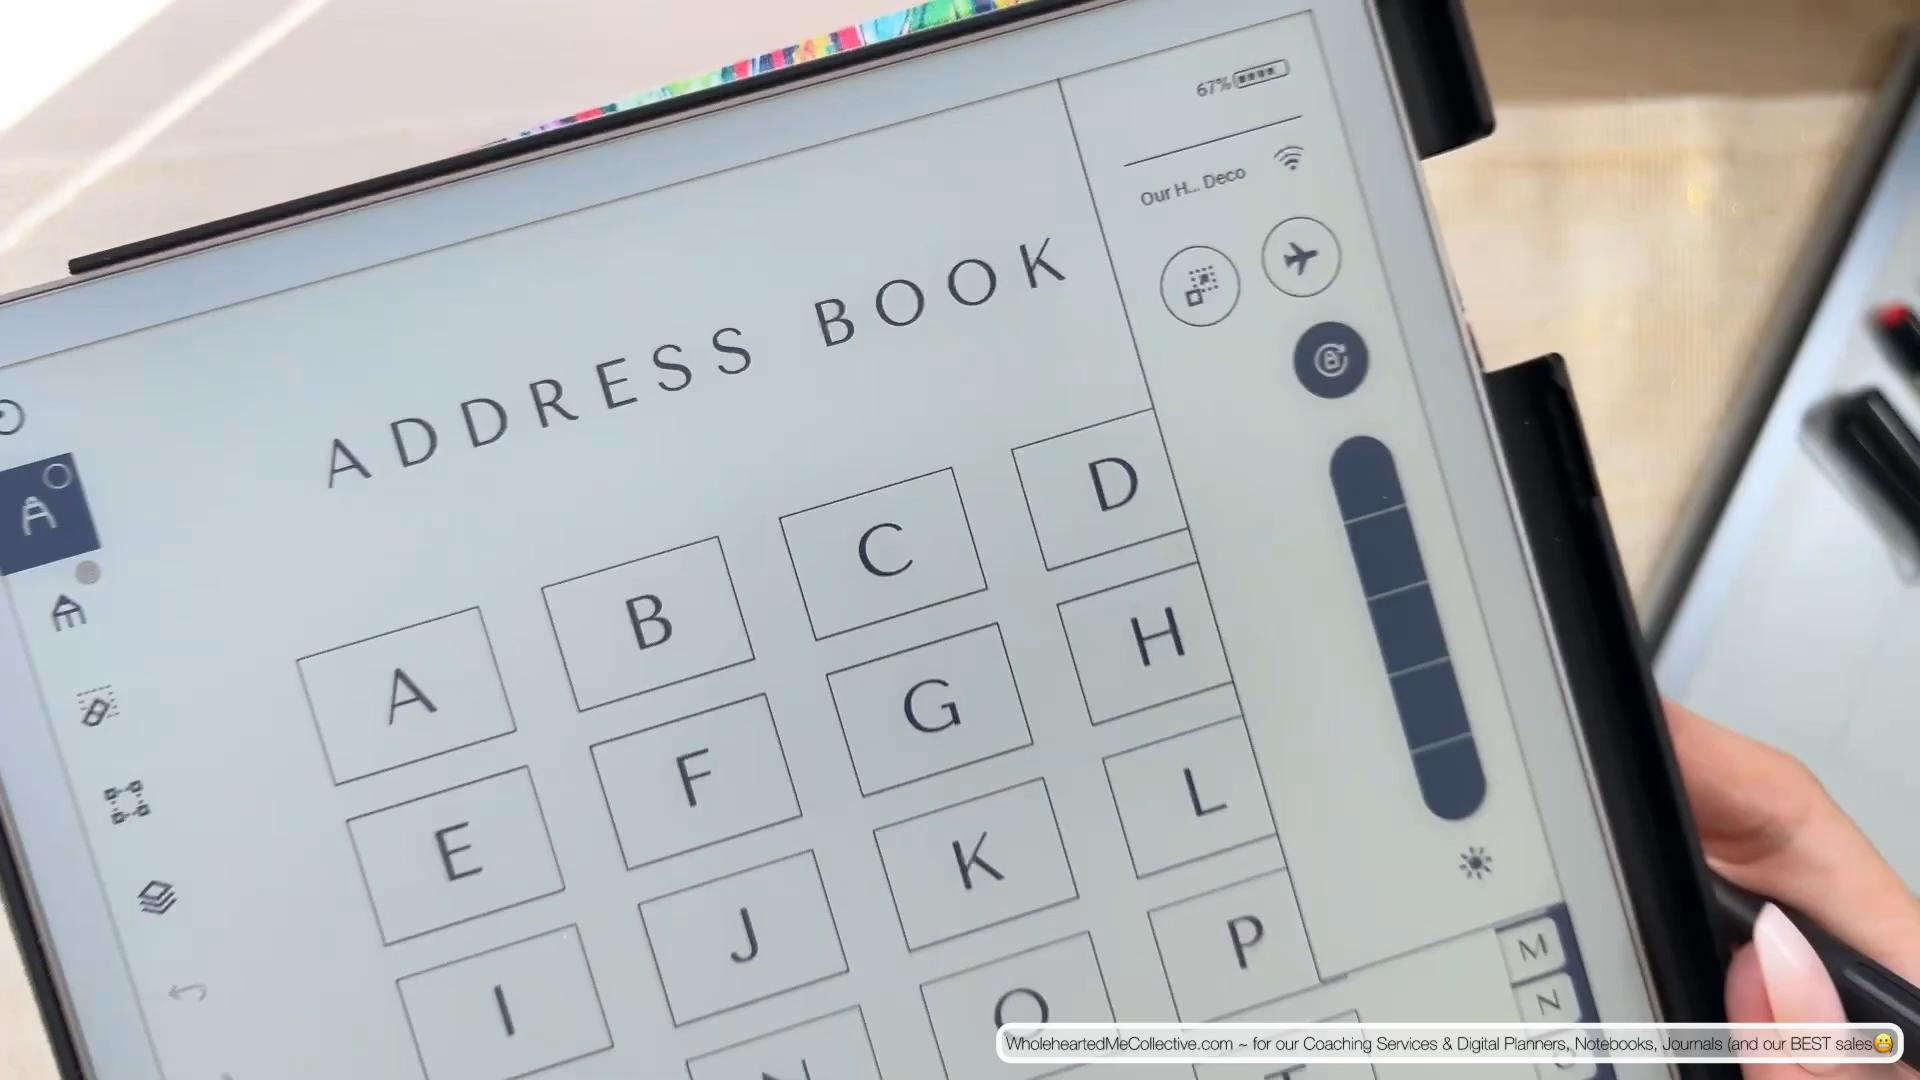 67%
Our H... Deco
ADDRESS BOOK
A B C D
E F G H
I J K L
O P
M
N
WholeheartedMeCollective.com ~ for our Coaching Services & Digital Planners, Notebooks, Journals (and our BEST sales😬)